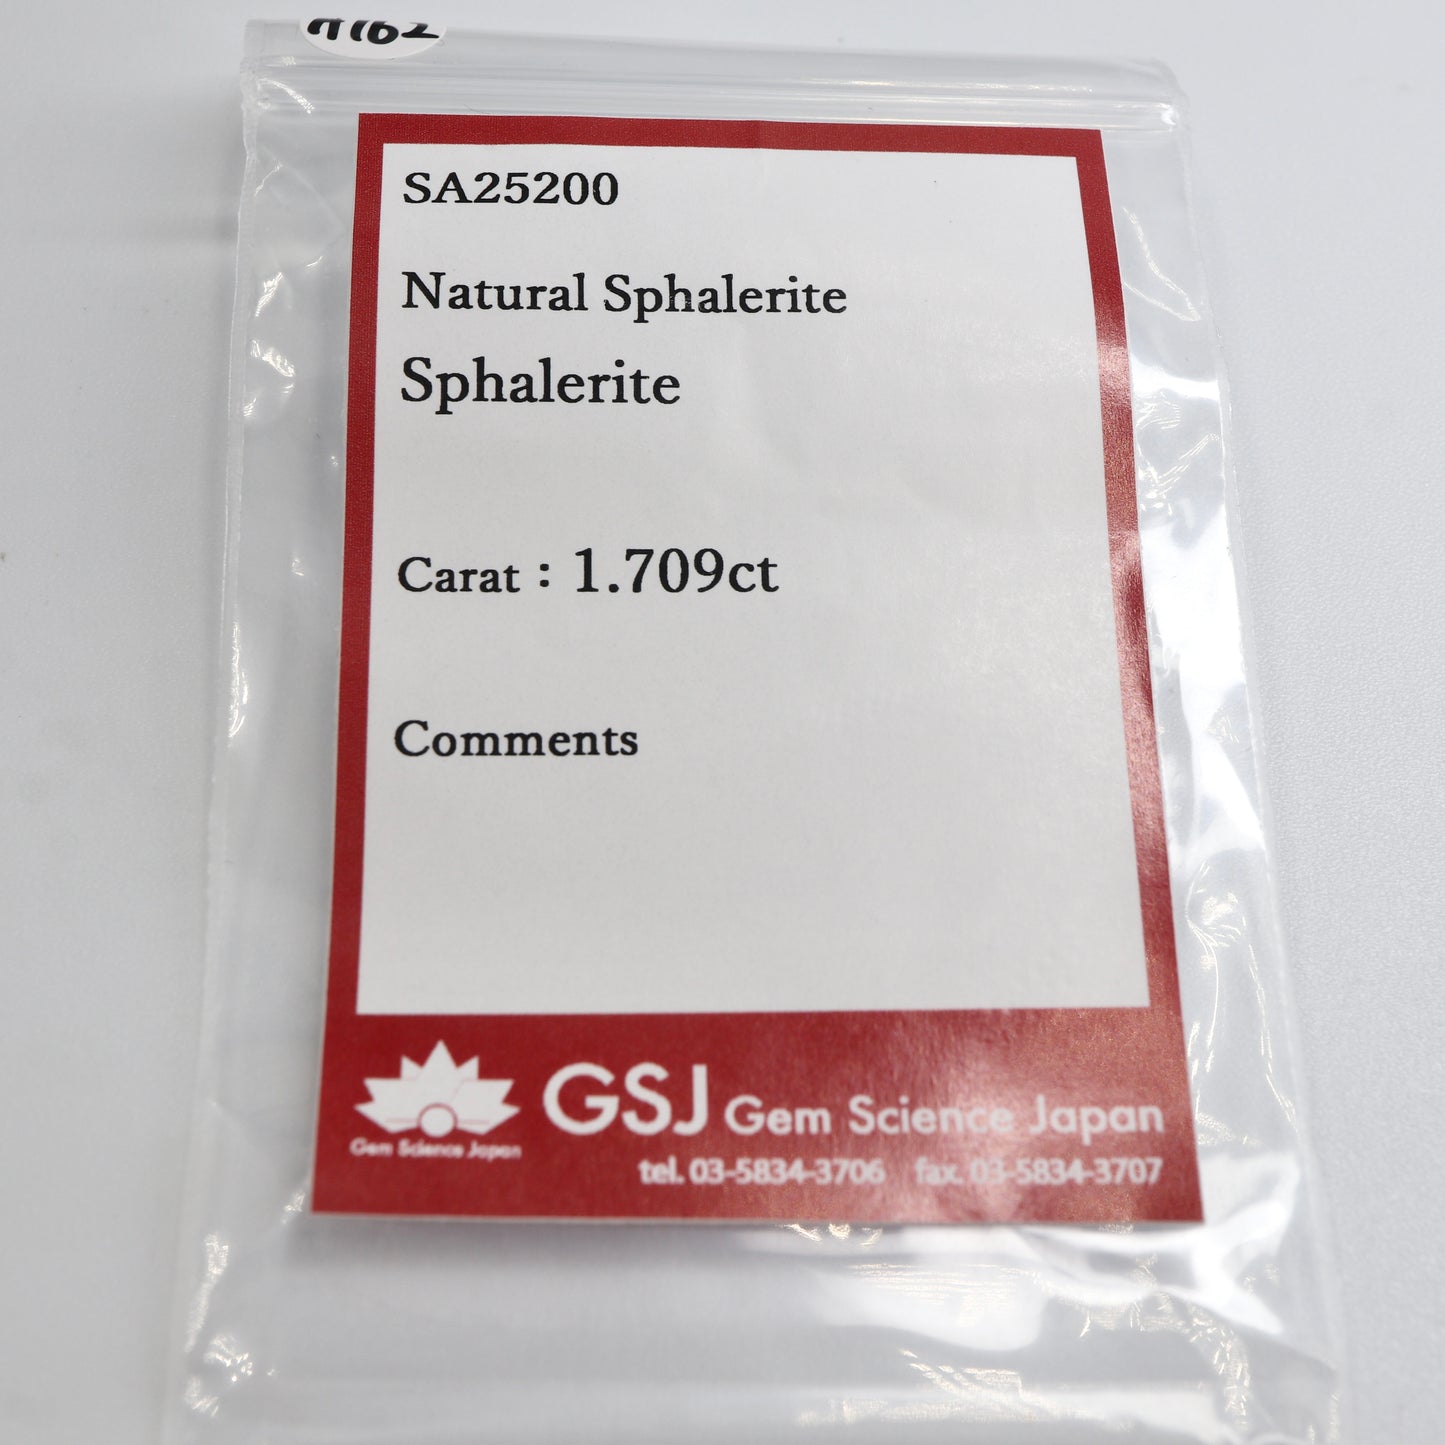 SA25200
Natural Sphalerite
Sphalerite
Carat : 1.709ct
Comments
GSJ Gem Science Japan
Gem Science Japan
tel. 03-5834-3706 fax. 03-5834-3707